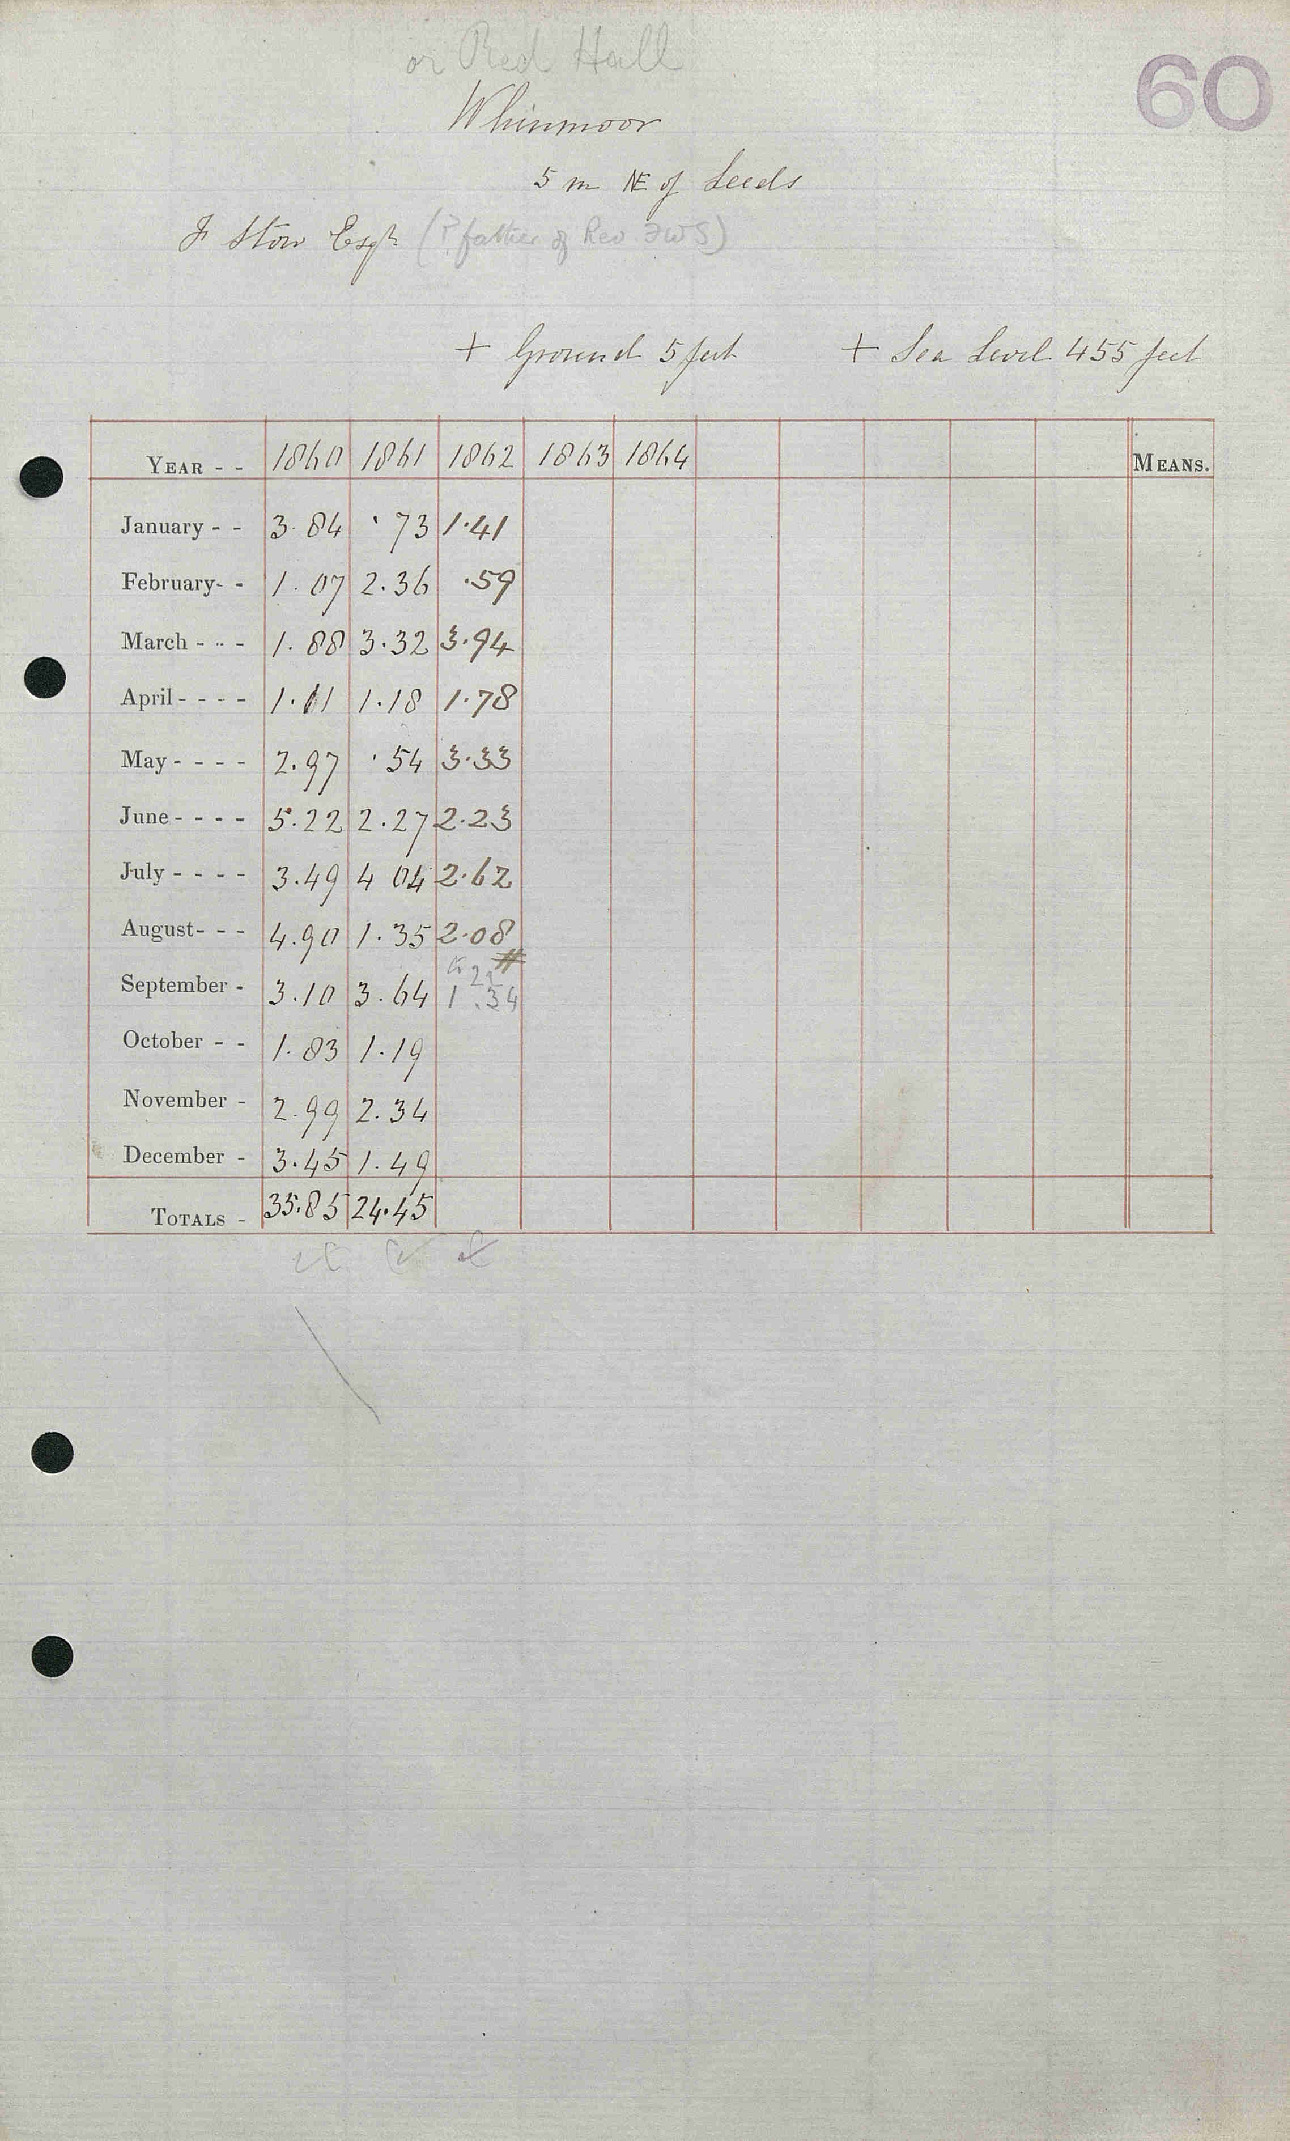 or Red Hall
60
Whinmoor
5 m NE of Leeds
F Stow Esqr (? father of Rev FWS)
+ Ground 5 feet + Sea Level 455 feet
YEAR - - 1860 1861 1862 1863 1864 MEANS.
January - - 3.84 .73 1.41
February- - 1.07 2.36 .59
March - - - 1.88 3.32 3.94
April - - - - 1.11 1.18 1.78
May - - - - 2.97 .54 3.33
June - - - - 5.22 2.27 2.23
July - - - - 3.49 4 04 2.62
August- - - 4.90 1.35 2.08
#
22
September - 3.10 3.64 1.34
October - - 1.83 1.19
November - 2.99 2.34
December - 3.45 1.49
TOTALS - 35.85 24.45